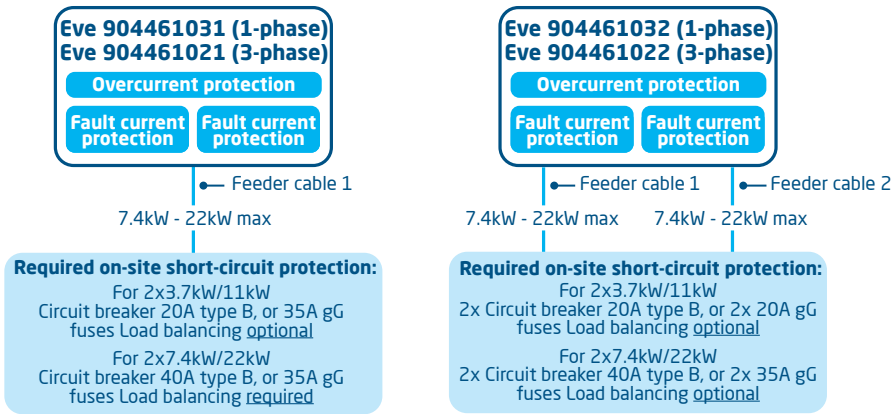 Eve 904461031 (1-phase)
Eve 904461021 (3-phase)
Overcurrent protection
Fault current
protection
Fault current
protection
Feeder cable 1
7.4kW - 22kW max
Required on-site short-circuit protection:
For 2x3.7kW/11kW
Circuit breaker 20A type B, or 35A gG
fuses Load balancing optional
For 2x7.4kW/22kW
Circuit breaker 40A type B, or 35A gG
fuses Load balancing required
Eve 904461032 (1-phase)
Eve 904461022 (3-phase)
Overcurrent protection
Fault current
protection
Fault current
protection
Feeder cable 1
Feeder cable 2
7.4kW - 22kW max
7.4kW - 22kW max
Required on-site short-circuit protection:
For 2x3.7kW/11kW
2x Circuit breaker 20A type B, or 2x 20A gG
fuses Load balancing optional
For 2x7.4kW/22kW
2x Circuit breaker 40A type B, or 2x 35A gG
fuses Load balancing optional